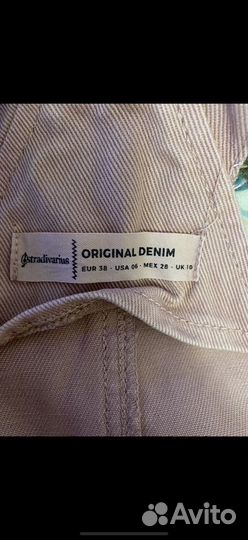 stradivarius
ORIGINAL DENIM
EUR 38 · USA 06 · MEX 28 · UK 10
Avito